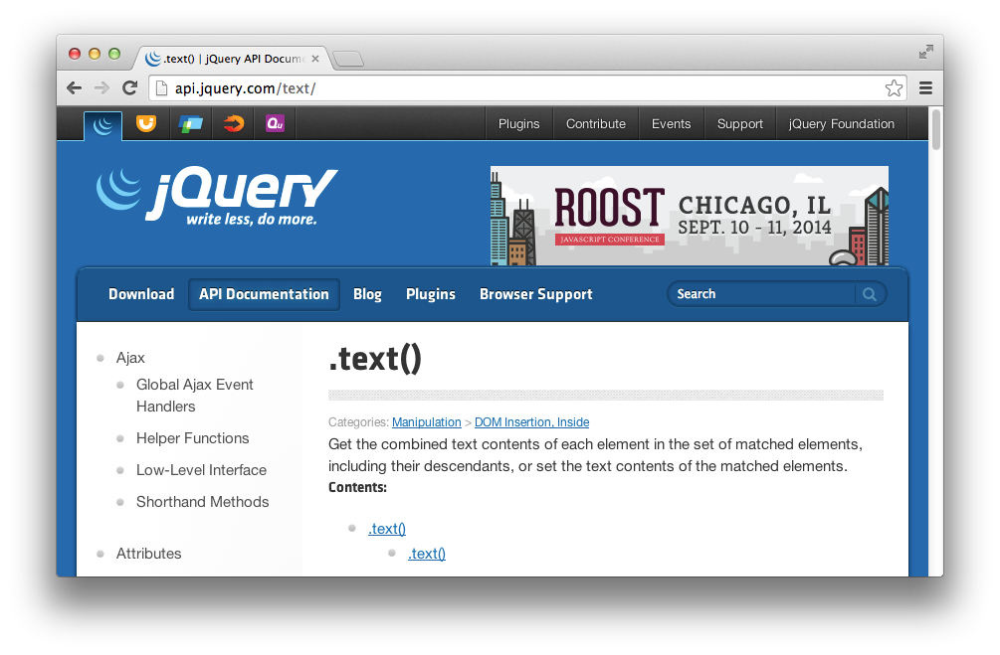 .text() | jQuery API Docum
api.jquery.com/text/
Plugins Contribute Events Support jQuery Foundation
jQuery
write less, do more.
ROOST
JAVASCRIPT CONFERENCE
CHICAGO, IL
SEPT. 10 - 11, 2014
Download API Documentation Blog Plugins Browser Support Search
Ajax
Global Ajax Event
Handlers
Helper Functions
Low-Level Interface
Shorthand Methods
Attributes
.text()
Categories: Manipulation > DOM Insertion, Inside
Get the combined text contents of each element in the set of matched elements,
including their descendants, or set the text contents of the matched elements.
Contents:
.text()
.text()